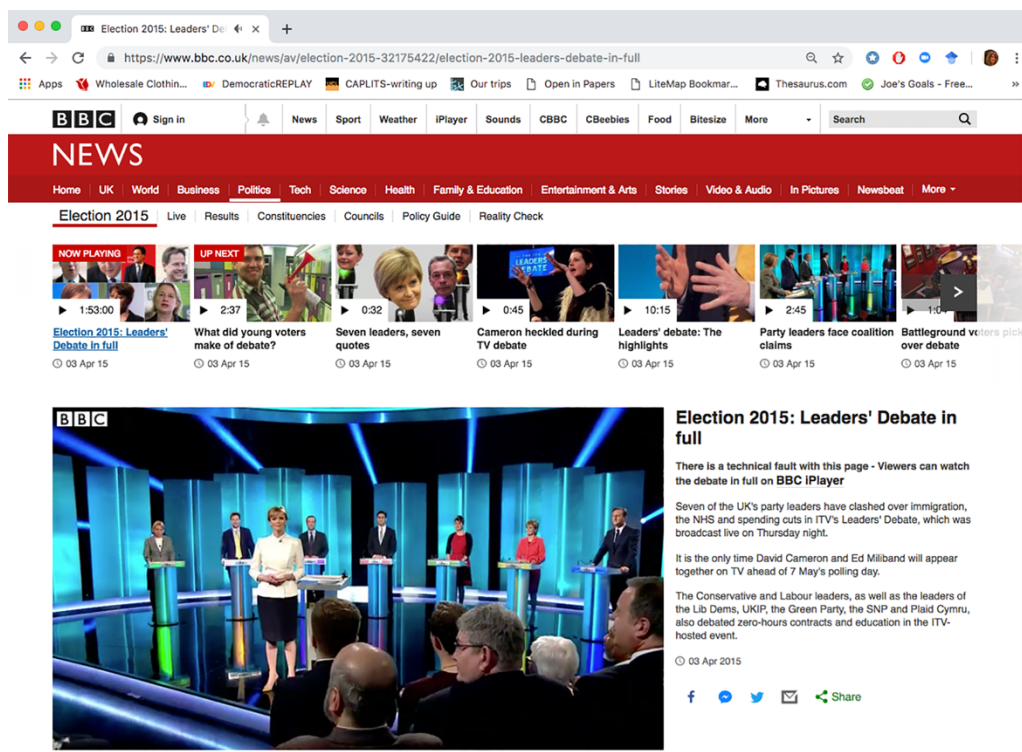 BBC Election 2015: Leaders' De
https://www.bbc.co.uk/news/av/election-2015-32175422/election-2015-leaders-debate-in-full
Apps Wholesale Clothin... DemocraticREPLAY CAPLITS-writing up Our trips Open in Papers LiteMap Bookmar... Thesaurus.com Joe's Goals - Free... »
BBC Sign in News Sport Weather iPlayer Sounds CBBC CBeebies Food Bitesize More Search
NEWS
Home UK World Business Politics Tech Science Health Family & Education Entertainment & Arts Stories Video & Audio In Pictures Newsbeat More
Election 2015 Live Results Constituencies Councils Policy Guide Reality Check
NOW PLAYING
1:53:00
Election 2015: Leaders'
Debate in full
03 Apr 15
UP NEXT
2:37
What did young voters
make of debate?
03 Apr 15
0:32
Seven leaders, seven
quotes
03 Apr 15
LEADERS
DEBATE
0:45
Cameron heckled during
TV debate
03 Apr 15
10:15
Leaders' debate: The
highlights
03 Apr 15
2:45
Party leaders face coalition
claims
03 Apr 15
Battleground voters pick
over debate
03 Apr 15
BBC
Election 2015: Leaders' Debate in
full
There is a technical fault with this page - Viewers can watch
the debate in full on BBC iPlayer
Seven of the UK's party leaders have clashed over immigration,
the NHS and spending cuts in ITV's Leaders' Debate, which was
broadcast live on Thursday night.
It is the only time David Cameron and Ed Miliband will appear
together on TV ahead of 7 May's polling day.
The Conservative and Labour leaders, as well as the leaders of
the Lib Dems, UKIP, the Green Party, the SNP and Plaid Cymru,
also debated zero-hours contracts and education in the ITV-
hosted event.
03 Apr 2015
Share